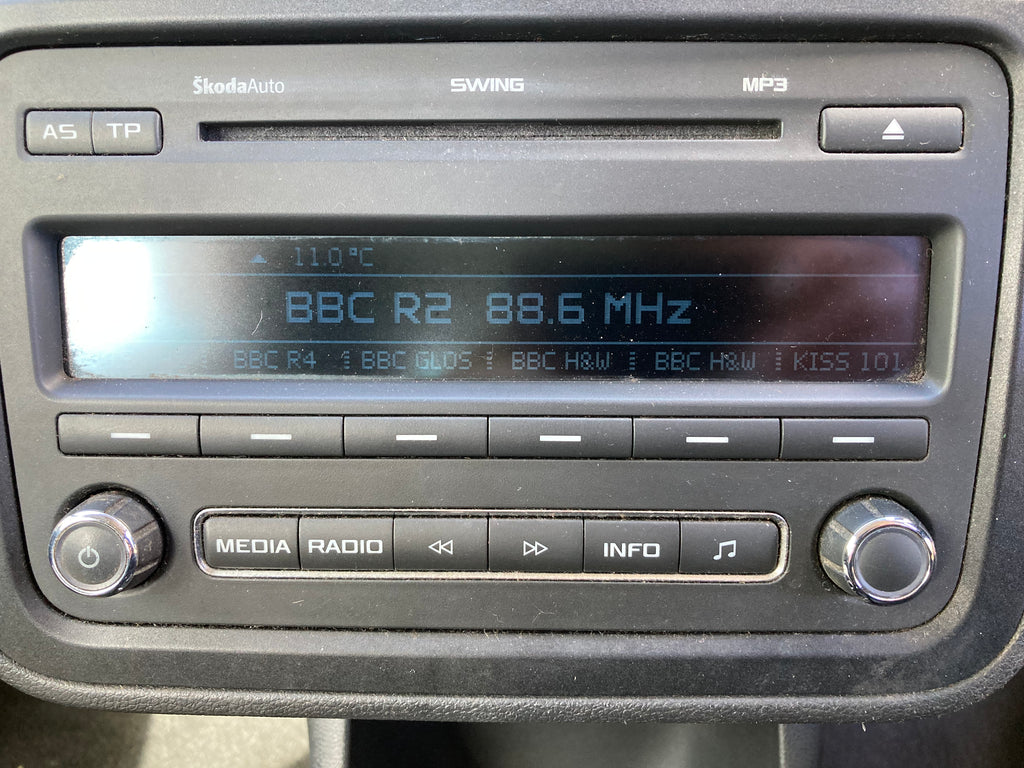 ŠkodaAuto SWING MP3
AS TP
11.0°C
BBC R2 88.6 MHz
BBC R4 BBC GLOS BBC H&W BBC H&W KISS 101
MEDIA RADIO INFO